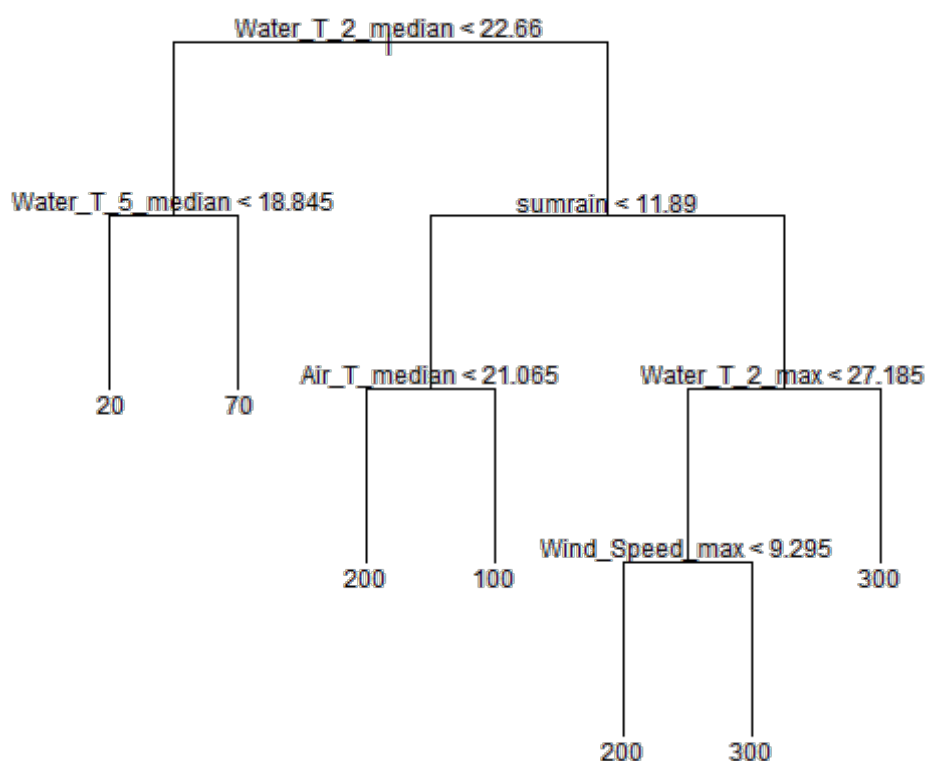 Water_T_2_median < 22.66
Water_T_5_median < 18.845
sumrain < 11.89
Air_T_median < 21.065
Water_T_2_max < 27.185
20
70
Wind_Speed_max < 9.295
200
100
300
200
300